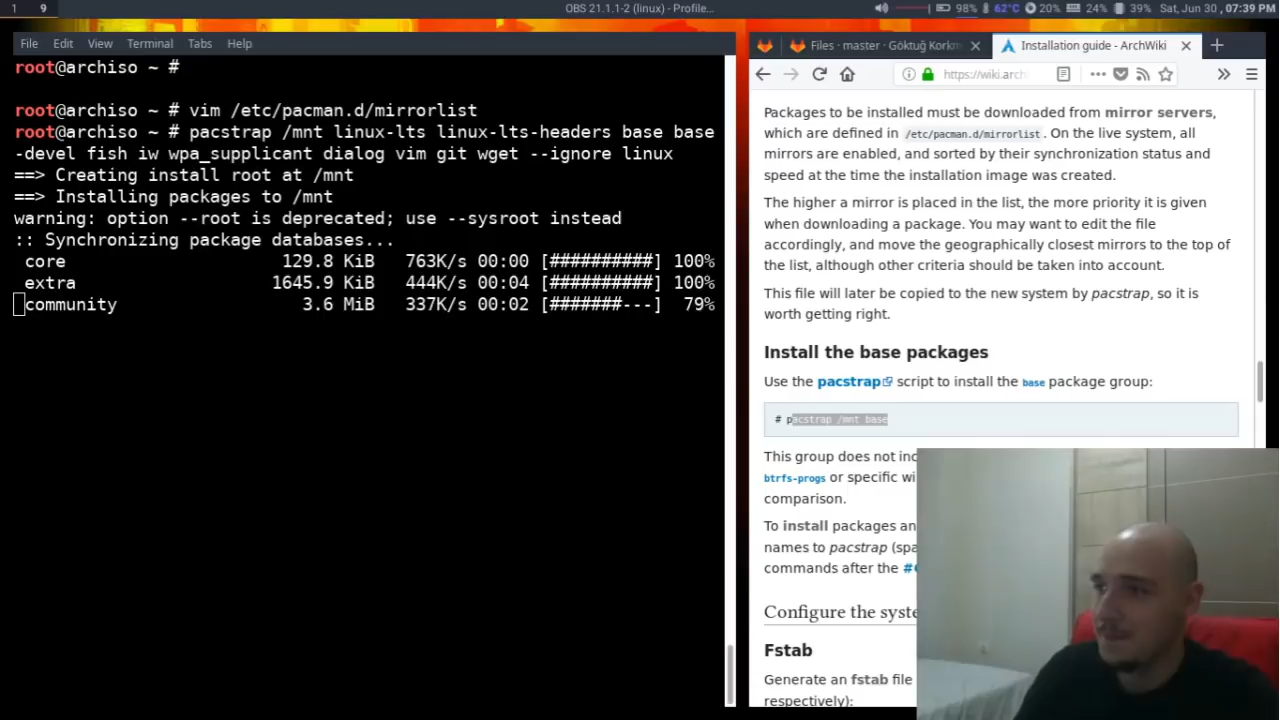 1 9
OBS 21.1.1-2 (linux) - Profile...
98% 62°C 20% 24% 39% Sat, Jun 30 , 07:39 PM
File Edit View Terminal Tabs Help
root@archiso ~ #
root@archiso ~ # vim /etc/pacman.d/mirrorlist
root@archiso ~ # pacstrap /mnt linux-lts linux-lts-headers base base
-devel fish iw wpa_supplicant dialog vim git wget --ignore linux
==> Creating install root at /mnt
==> Installing packages to /mnt
warning: option --root is deprecated; use --sysroot instead
:: Synchronizing package databases...
core 129.8 KiB 763K/s 00:00 [##########] 100%
extra 1645.9 KiB 444K/s 00:04 [##########] 100%
community 3.6 MiB 337K/s 00:02 [#######---] 79%
Files · master · Göktuğ Korkm
Installation guide - ArchWiki
https://wiki.arch
Packages to be installed must be downloaded from mirror servers,
which are defined in /etc/pacman.d/mirrorlist. On the live system, all
mirrors are enabled, and sorted by their synchronization status and
speed at the time the installation image was created.
The higher a mirror is placed in the list, the more priority it is given
when downloading a package. You may want to edit the file
accordingly, and move the geographically closest mirrors to the top of
the list, although other criteria should be taken into account.
This file will later be copied to the new system by pacstrap, so it is
worth getting right.
Install the base packages
Use the pacstrap script to install the base package group:
# pacstrap /mnt base
This group does not inc
btrfs-progs or specific wi
comparison.
To install packages an
names to pacstrap (spa
commands after the #
Configure the syste
Fstab
Generate an fstab file
respectively):